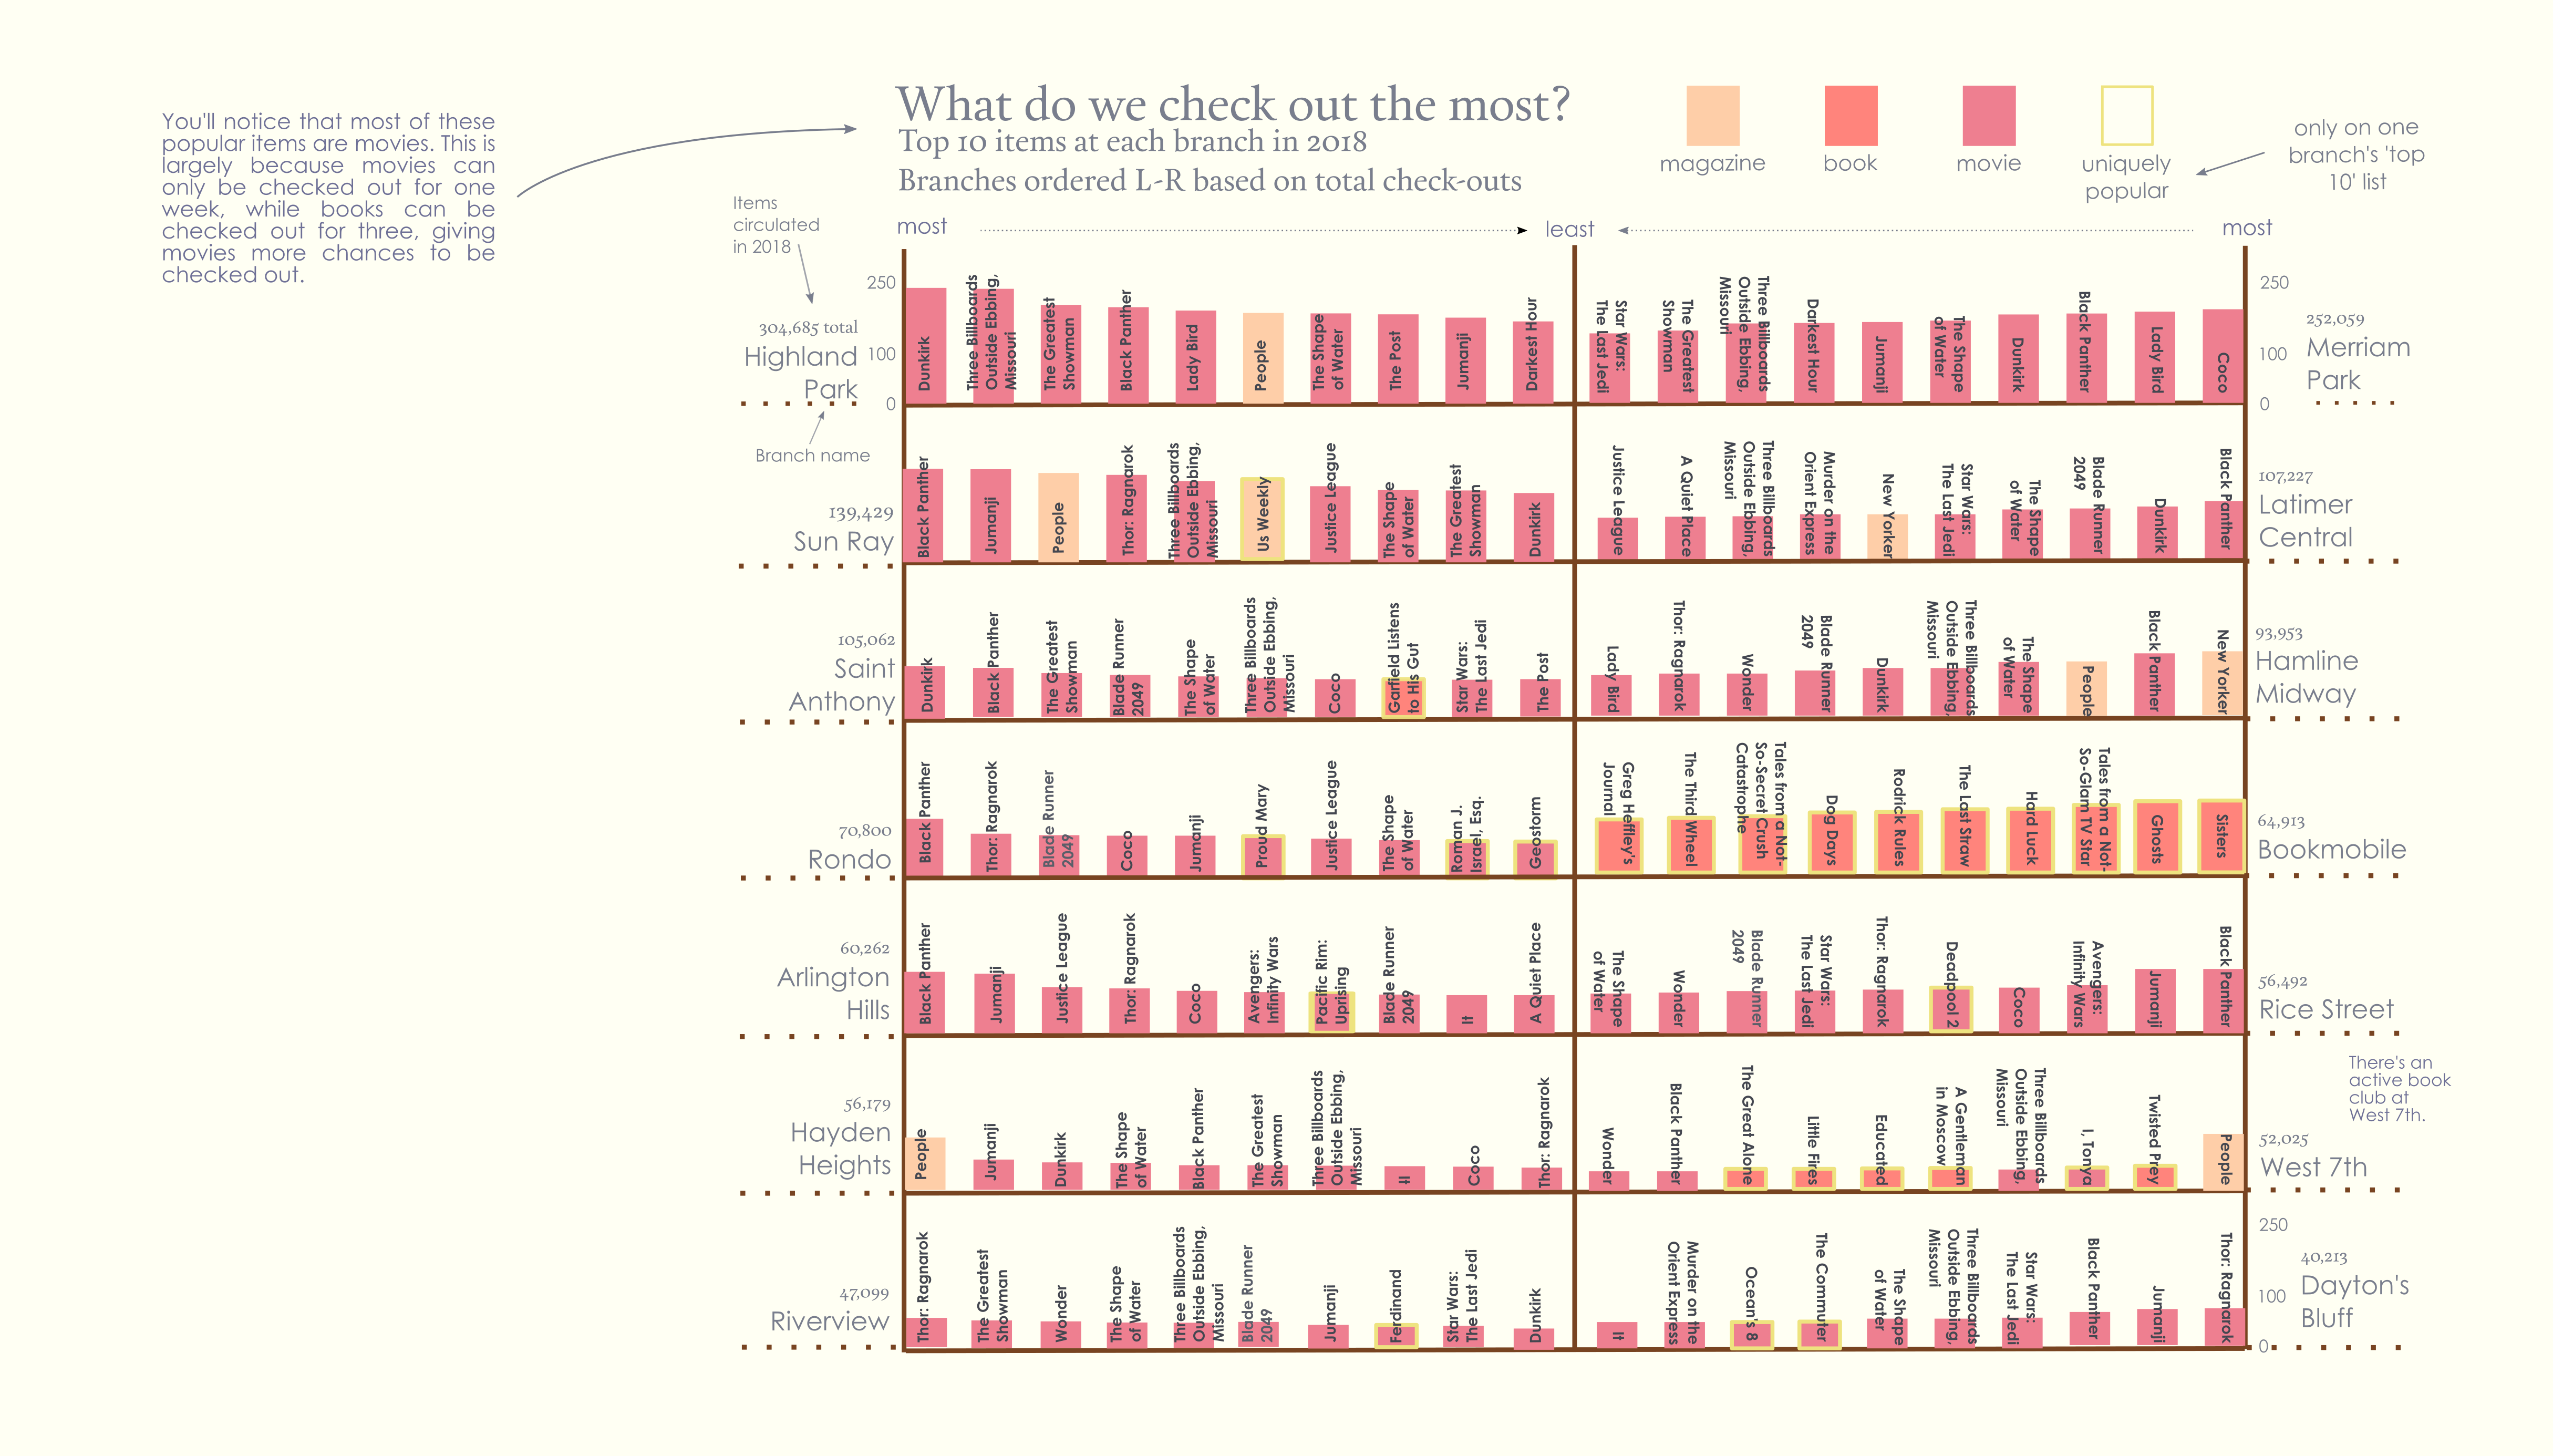 You'll notice that most of these
popular items are movies. This is
largely because movies can
only be checked out for one
week, while books can be
checked out for three, giving
movies more chances to be
checked out.
What do we check out the most?
Top 10 items at each branch in 2018
Branches ordered L-R based on total check-outs
magazine
book
movie
uniquely
popular
only on one
branch's 'top
10' list
Items
circulated
in 2018
most
least
most
304,685 total
Highland
Park
Branch name
250
100
0
Dunkirk
Three Billboards
Outside Ebbing,
Missouri
The Greatest
Showman
Black Panther
Lady Bird
People
The Shape
of Water
The Post
Jumanji
Darkest Hour
Star Wars:
The Last Jedi
The Greatest
Showman
Three Billboards
Outside Ebbing,
Missouri
Darkest Hour
Jumanji
The Shape
of Water
Dunkirk
Black Panther
Lady Bird
Coco
250
100
0
252,059
Merriam
Park
139,429
Sun Ray
Black Panther
Jumanji
People
Thor: Ragnarok
Three Billboards
Outside Ebbing,
Missouri
Us Weekly
Justice League
The Shape
of Water
The Greatest
Showman
Dunkirk
Justice League
A Quiet Place
Three Billboards
Outside Ebbing,
Missouri
Murder on the
Orient Express
New Yorker
Star Wars:
The Last Jedi
The Shape
of Water
Blade Runner
2049
Dunkirk
Black Panther
107,227
Latimer
Central
105,062
Saint
Anthony
Dunkirk
Black Panther
The Greatest
Showman
Blade Runner
2049
The Shape
of Water
Three Billboards
Outside Ebbing,
Missouri
Coco
Garfield Listens
to His Gut
Star Wars:
The Last Jedi
The Post
Lady Bird
Thor: Ragnarok
Wonder
Blade Runner
2049
Dunkirk
Three Billboards
Outside Ebbing,
Missouri
The Shape
of Water
People
Black Panther
New Yorker
93,953
Hamline
Midway
70,800
Rondo
Black Panther
Thor: Ragnarok
Blade Runner
2049
Coco
Jumanji
Proud Mary
Justice League
The Shape
of Water
Roman J.
Israel, Esq.
Geostorm
Greg Heffley's
Journal
The Third Wheel
Tales from a Not-
So-Secret Crush
Catastrophe
Dog Days
Rodrick Rules
The Last Straw
Hard Luck
Tales from a Not-
So-Glam TV Star
Ghosts
Sisters
64,913
Bookmobile
60,262
Arlington
Hills
Black Panther
Jumanji
Justice League
Thor: Ragnarok
Coco
Avengers:
Infinity Wars
Pacific Rim:
Uprising
Blade Runner
2049
It
A Quiet Place
The Shape
of Water
Wonder
Blade Runner
2049
Star Wars:
The Last Jedi
Thor: Ragnarok
Deadpool 2
Coco
Avengers:
Infinity Wars
Jumanji
Black Panther
56,492
Rice Street
56,179
Hayden
Heights
People
Jumanji
Dunkirk
The Shape
of Water
Black Panther
The Greatest
Showman
Three Billboards
Outside Ebbing,
Missouri
It
Coco
Thor: Ragnarok
Wonder
Black Panther
The Great Alone
Little Fires
Educated
A Gentleman
in Moscow
Three Billboards
Outside Ebbing,
Missouri
I, Tonya
Twisted Prey
People
There's an
active book
club at
West 7th.
52,025
West 7th
47,099
Riverview
Thor: Ragnarok
The Greatest
Showman
Wonder
The Shape
of Water
Three Billboards
Outside Ebbing,
Missouri
Blade Runner
2049
Jumanji
Ferdinand
Star Wars:
The Last Jedi
Dunkirk
It
Murder on the
Orient Express
Ocean's 8
The Commuter
The Shape
of Water
Three Billboards
Outside Ebbing,
Missouri
Star Wars:
The Last Jedi
Black Panther
Jumanji
Thor: Ragnarok
250
100
0
40,213
Dayton's
Bluff